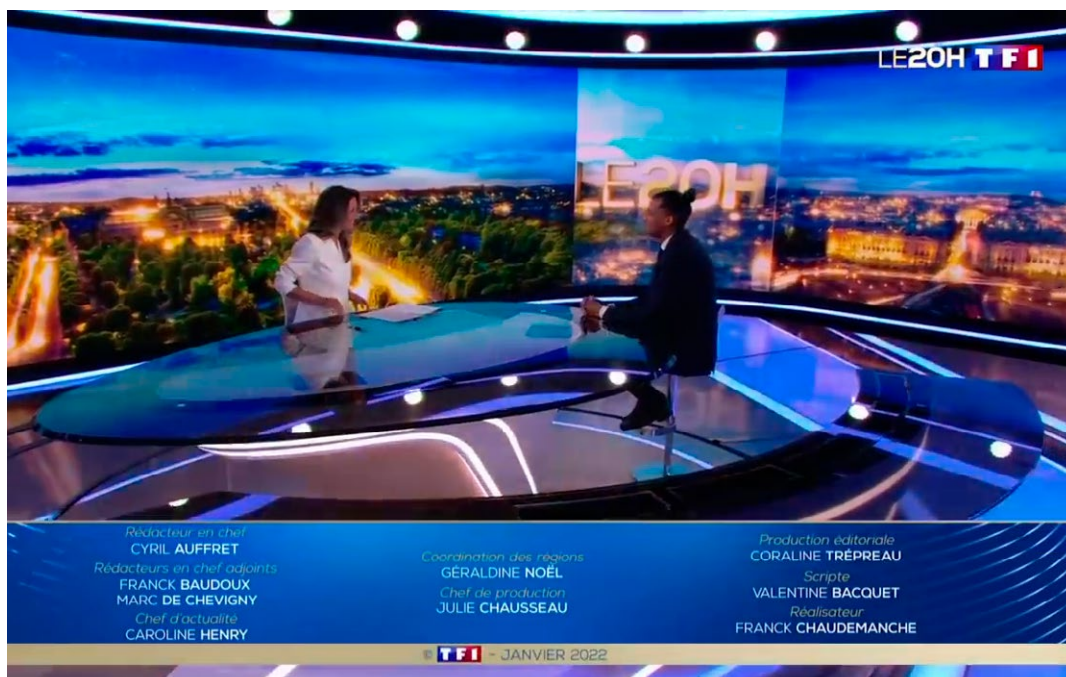 LE20H TF1
LE20H
Rédacteur en chef
CYRIL AUFFRET
Rédacteurs en chef adjoints
FRANCK BAUDOUX
MARC DE CHEVIGNY
Chef d'actualité
CAROLINE HENRY
Coordination des régions
GÉRALDINE NOËL
Chef de production
JULIE CHAUSSEAU
Production éditoriale
CORALINE TRÉPREAU
Scripte
VALENTINE BACQUET
Réalisateur
FRANCK CHAUDEMANCHE
© TF1 - JANVIER 2022